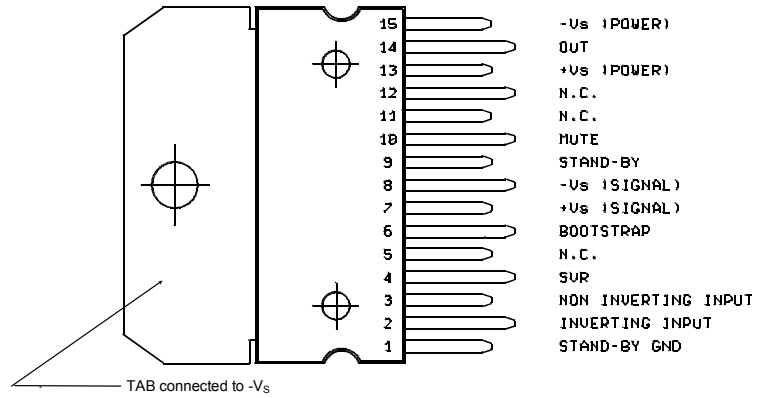 15 -Vs (POWER)
14 OUT
13 +Vs (POWER)
12 N.C.
11 N.C.
10 MUTE
9 STAND-BY
8 -Vs (SIGNAL)
7 +Vs (SIGNAL)
6 BOOTSTRAP
5 N.C.
4 SVR
3 NON INVERTING INPUT
2 INVERTING INPUT
1 STAND-BY GND
TAB connected to -VS